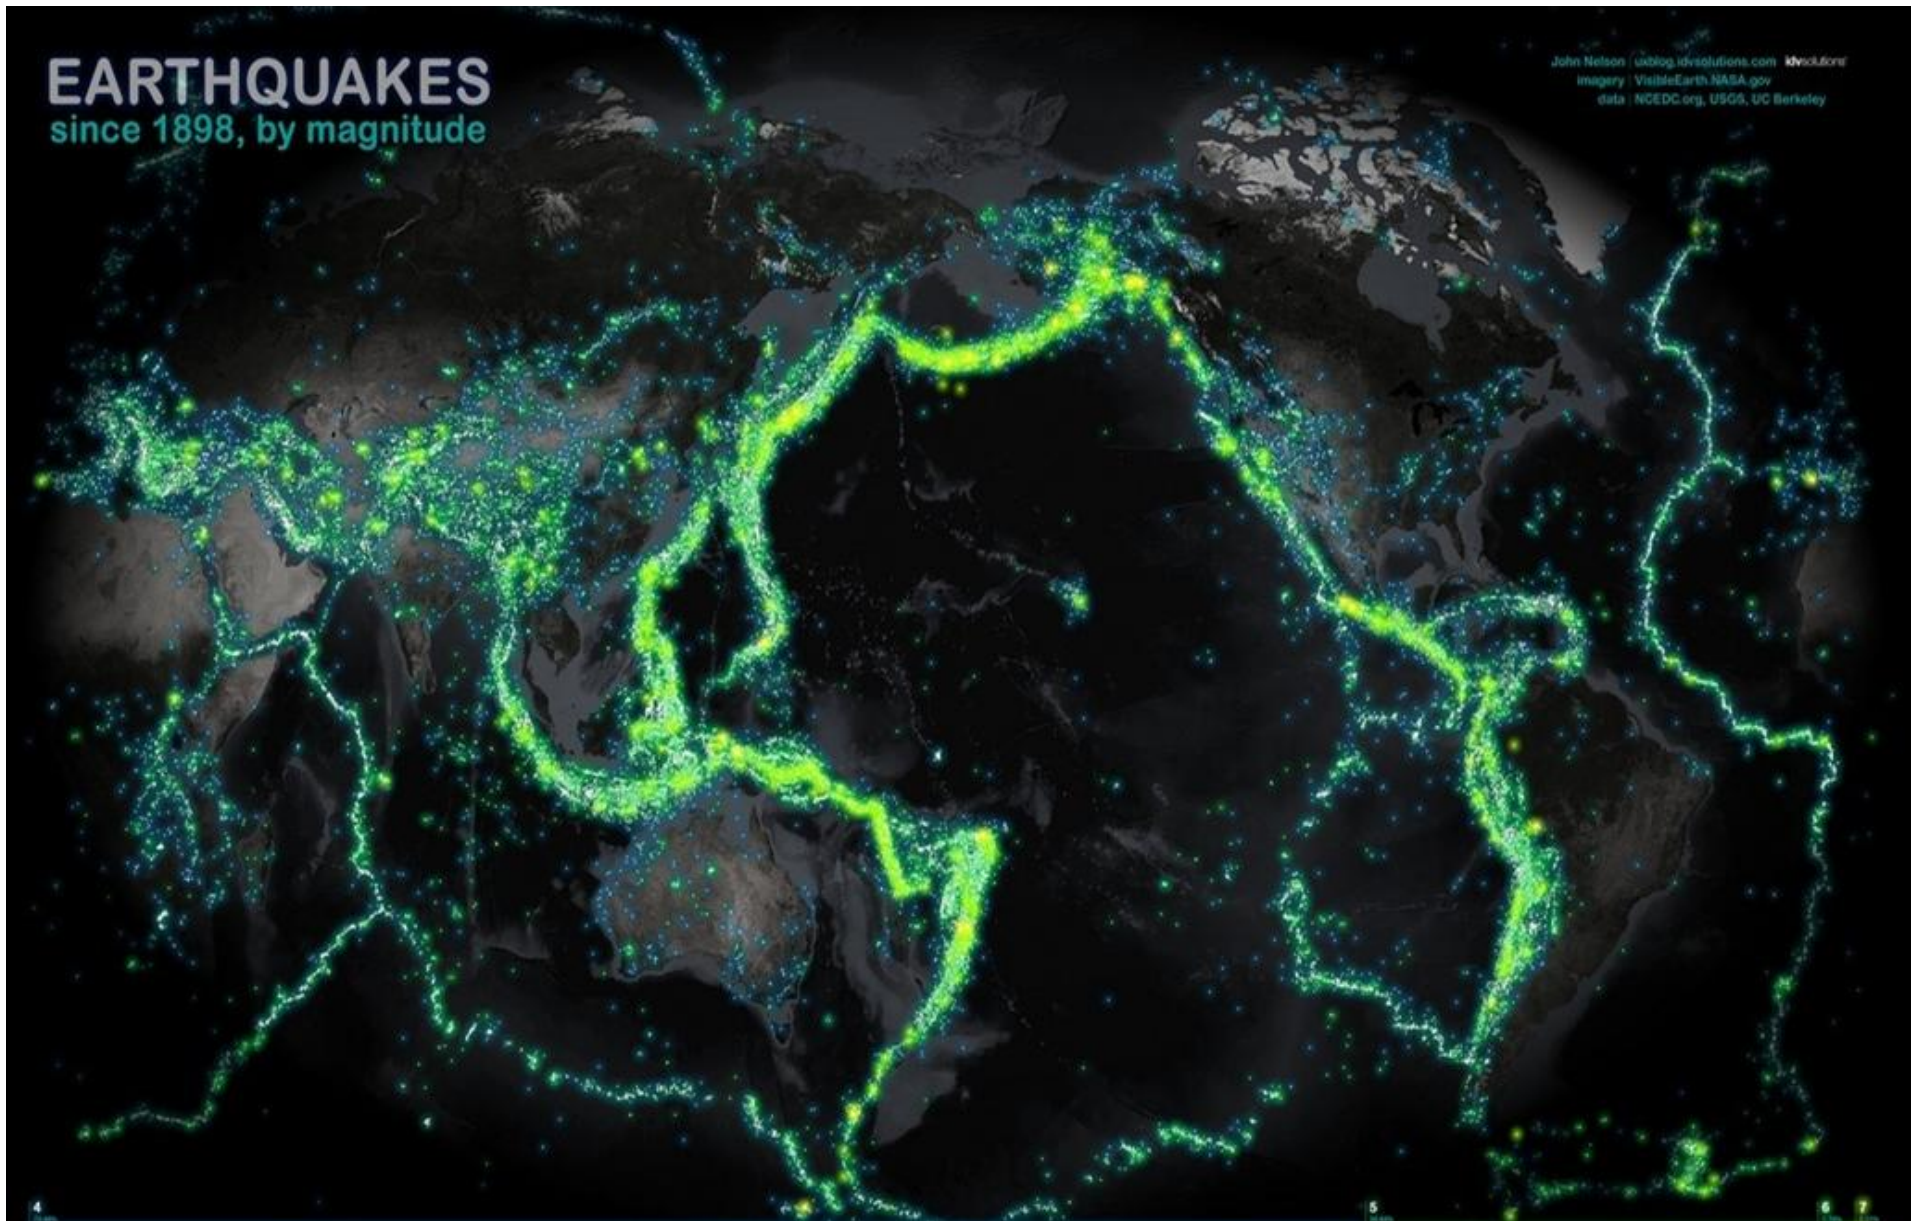 EARTHQUAKES
since 1898, by magnitude
John Nelson | uxblog.idvsolutions.com idvsolutions
imagery | VisibleEarth.NASA.gov
data | NCEDC.org, USGS, UC Berkeley
4
5
6
7